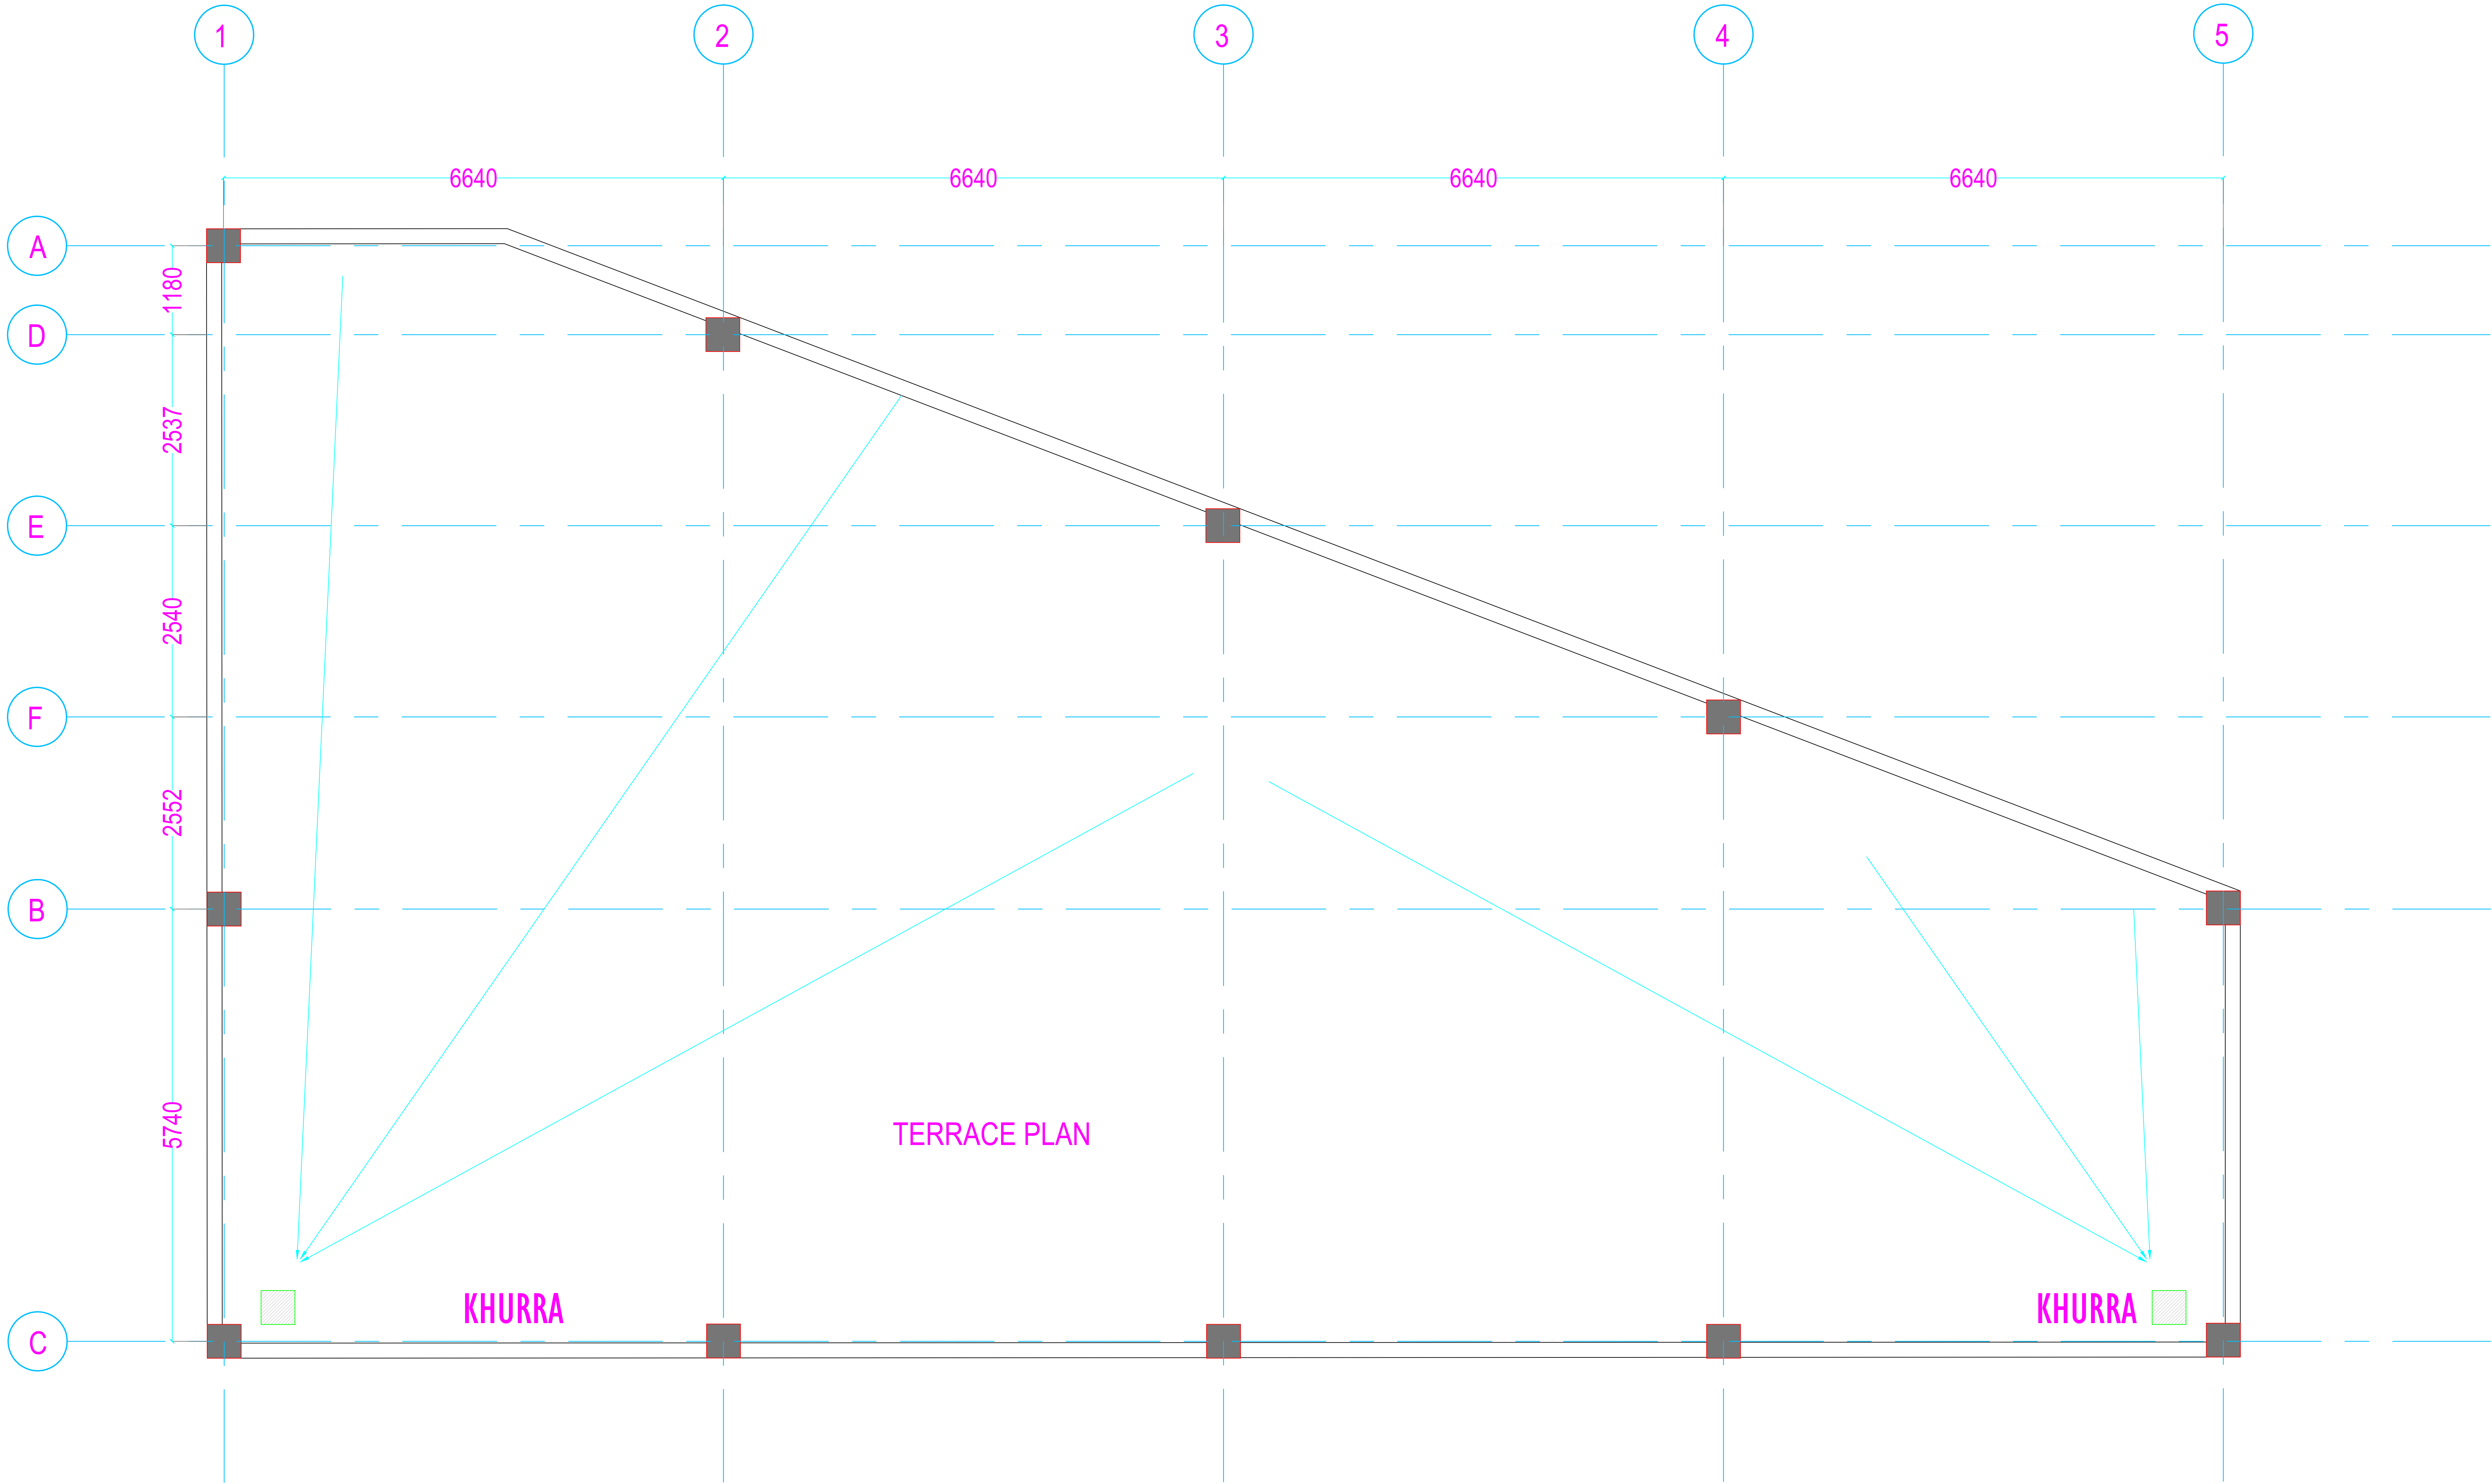 1 2 3 4 5
6640 6640 6640 6640
A
1180
D
2537
E
2540
F
2552
B
5740
TERRACE PLAN
KHURRA KHURRA
C